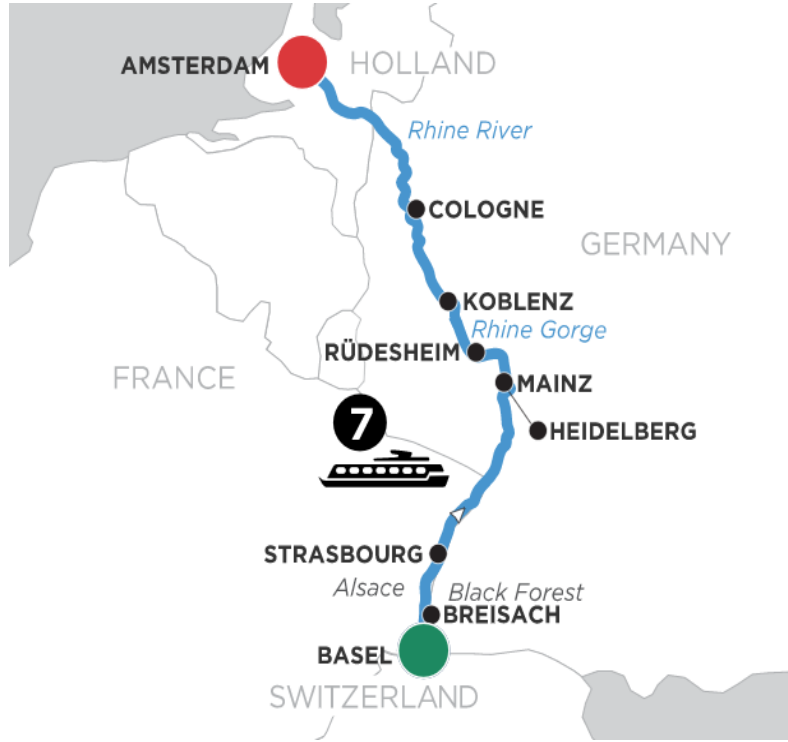 AMSTERDAM
HOLLAND
Rhine River
COLOGNE
GERMANY
KOBLENZ
Rhine Gorge
RÜDESHEIM
FRANCE
MAINZ
7
HEIDELBERG
STRASBOURG
Alsace
Black Forest
BREISACH
BASEL
SWITZERLAND